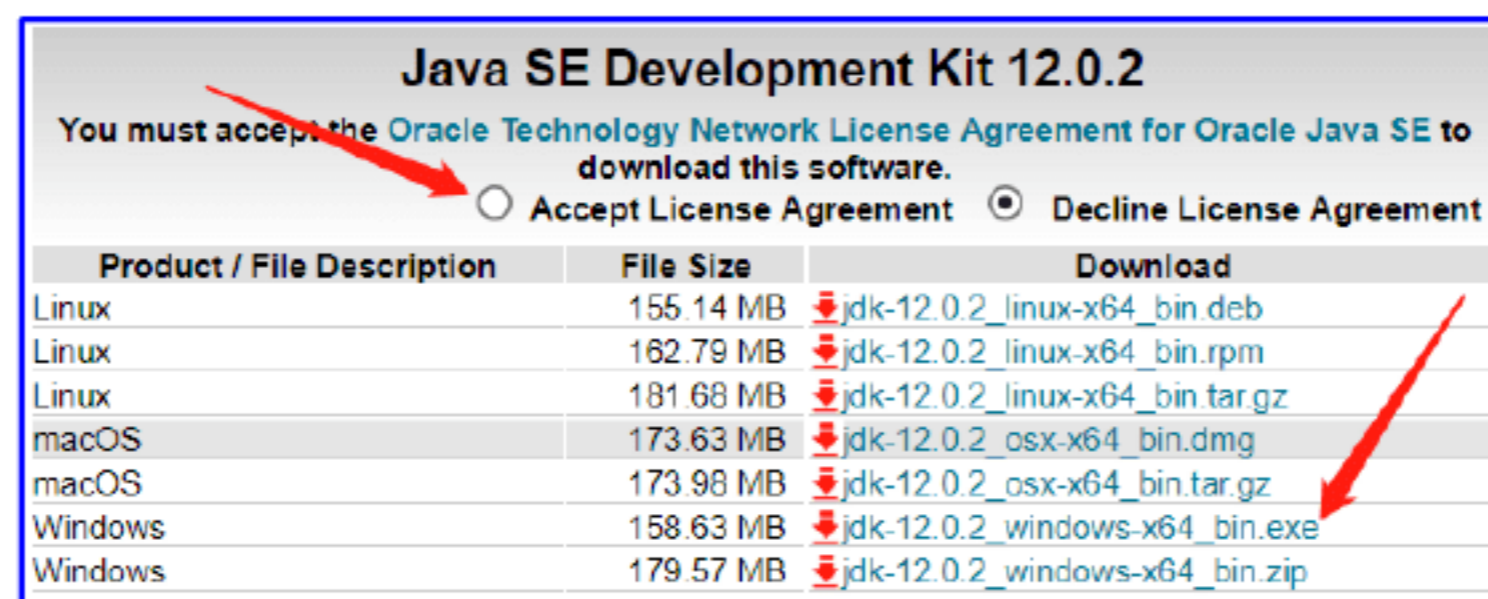 Java SE Development Kit 12.0.2
You must accept the Oracle Technology Network License Agreement for Oracle Java SE to
download this software.
Accept License Agreement Decline License Agreement
Product / File Description File Size Download
Linux 155.14 MB jdk-12.0.2_linux-x64_bin.deb
Linux 162.79 MB jdk-12.0.2_linux-x64_bin.rpm
Linux 181.68 MB jdk-12.0.2_linux-x64_bin.tar.gz
macOS 173.63 MB jdk-12.0.2_osx-x64_bin.dmg
macOS 173.98 MB jdk-12.0.2_osx-x64_bin.tar.gz
Windows 158.63 MB jdk-12.0.2_windows-x64_bin.exe
Windows 179.57 MB jdk-12.0.2_windows-x64_bin.zip